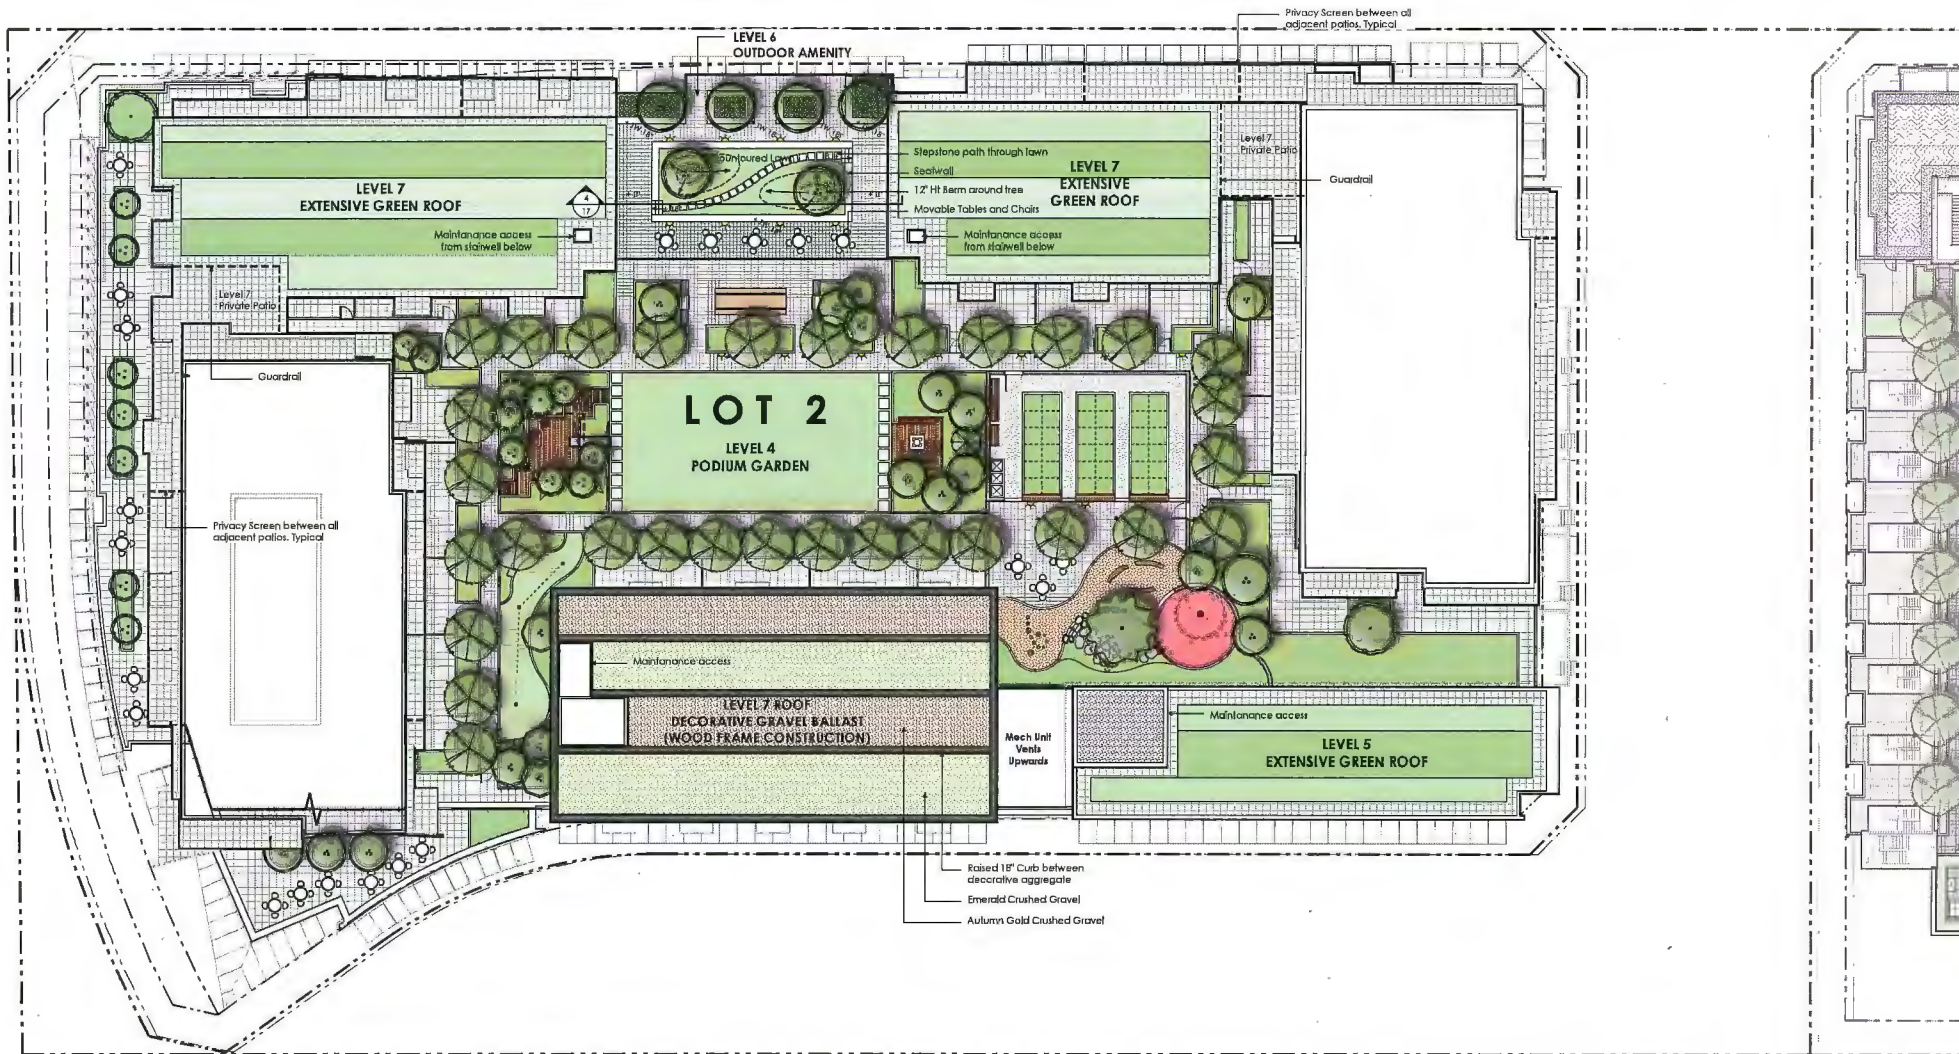 Privacy Screen between all
adjacent patios. Typical
LEVEL 6
OUTDOOR AMENITY
Stepstone path through lawn
Seatwall
12" Ht Berm around tree
Movable Tables and Chairs
LEVEL 7
EXTENSIVE
GREEN ROOF
Level 7
Private Patio
Guardrail
LEVEL 7
EXTENSIVE GREEN ROOF
4
17
Maintanance access
from stairwell below
Maintanance access
from stairwell below
Level 7
Private Patio
Guardrail
LOT 2
LEVEL 4
PODIUM GARDEN
Privacy Screen between all
adjacent patios. Typical
Maintanance access
LEVEL 7 ROOF
DECORATIVE GRAVEL BALLAST
(WOOD FRAME CONSTRUCTION)
Mech Unit
Vents
Upwards
Maintanance access
LEVEL 5
EXTENSIVE GREEN ROOF
Raised 18" Curb between
decorative aggregate
Emerald Crushed Gravel
Autumn Gold Crushed Gravel